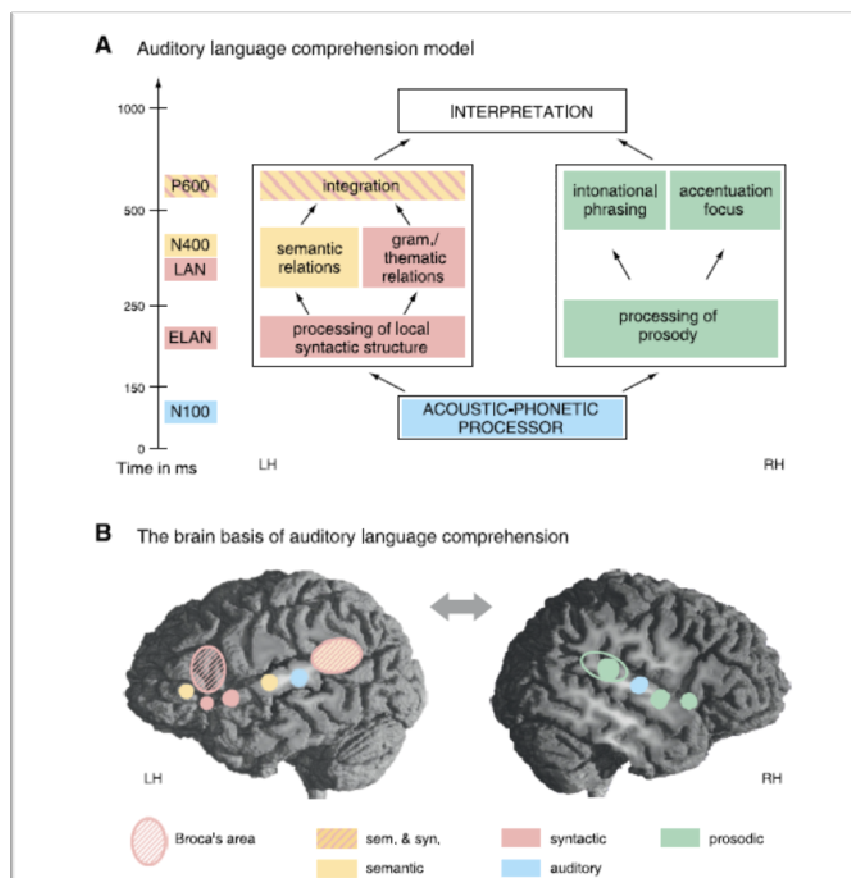 A Auditory language comprehension model
1000
INTERPRETATION
P600
integration
intonational
phrasing
accentuation
focus
500
N400
semantic
relations
gram,/
thematic
relations
LAN
250
ELAN
processing of local
syntactic structure
processing of
prosody
150
N100
ACOUSTIC-PHONETIC
PROCESSOR
0
Time in ms
LH
RH
B The brain basis of auditory language comprehension
LH
RH
Broca's area
sem, & syn,
syntactic
prosodic
semantic
auditory